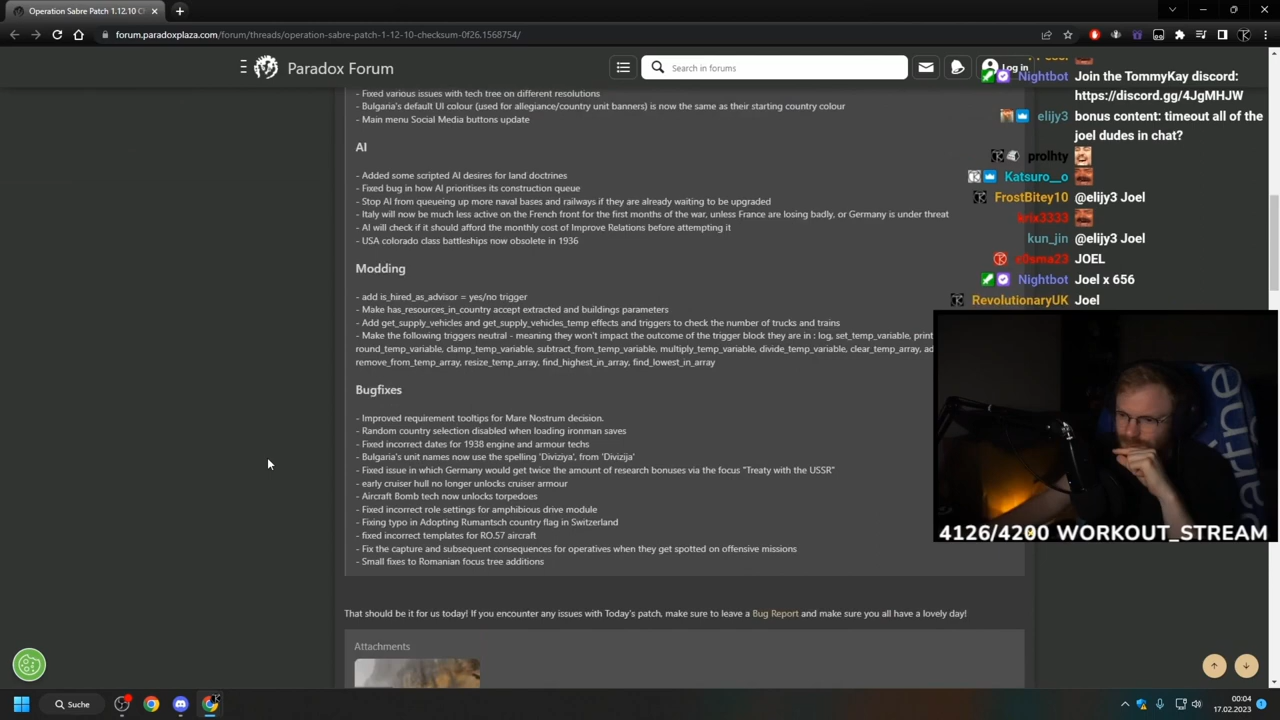 Operation Sabre Patch 1.12.10 C
forum.paradoxplaza.com/forum/threads/operation-sabre-patch-1-12-10-checksum-0f26.1568754/
Paradox Forum
Search in forums
Log in
- Fixed various issues with tech tree on different resolutions
- Bulgaria's default UI colour (used for allegiance/country unit banners) is now the same as their starting country colour
- Main menu Social Media buttons update
AI
- Added some scripted AI desires for land doctrines
- Fixed bug in how AI prioritises its construction queue
- Stop AI from queueing up more naval bases and railways if they are already waiting to be upgraded
- Italy will now be much less active on the French front for the first months of the war, unless France are losing badly, or Germany is under threat
- AI will check if it should afford the monthly cost of Improve Relations before attempting it
- USA colorado class battleships now obsolete in 1936
Modding
- add is_hired_as_advisor = yes/no trigger
- Make has_resources_in_country accept extracted and buildings parameters
- Add get_supply_vehicles and get_supply_vehicles_temp effects and triggers to check the number of trucks and trains
- Make the following triggers neutral - meaning they won't impact the outcome of the trigger block they are in : log, set_temp_variable, print
round_temp_variable, clamp_temp_variable, subtract_from_temp_variable, multiply_temp_variable, divide_temp_variable, clear_temp_array, ad
remove_from_temp_array, resize_temp_array, find_highest_in_array, find_lowest_in_array
Bugfixes
- Improved requirement tooltips for Mare Nostrum decision.
- Random country selection disabled when loading ironman saves
- Fixed incorrect dates for 1938 engine and armour techs
- Bulgaria's unit names now use the spelling 'Diviziya', from 'Divizija'
- Fixed issue in which Germany would get twice the amount of research bonuses via the focus "Treaty with the USSR"
- early cruiser hull no longer unlocks cruiser armour
- Aircraft Bomb tech now unlocks torpedoes
- Fixed incorrect role settings for amphibious drive module
- Fixing typo in Adopting Rumantsch country flag in Switzerland
- fixed incorrect templates for RO.57 aircraft
- Fix the capture and subsequent consequences for operatives when they get spotted on offensive missions
- Small fixes to Romanian focus tree additions
That should be it for us today! If you encounter any issues with Today's patch, make sure to leave a Bug Report and make sure you all have a lovely day!
Attachments
Nightbot Join the TommyKay discord:
https://discord.gg/4JgMHJW
elijy3 bonus content: timeout all of the
joel dudes in chat?
prolhty
Katsuro__o
FrostBitey10 @elijy3 Joel
krix3333
kun_jin @elijy3 Joel
x0sma23 JOEL
Nightbot Joel x 656
RevolutionaryUK Joel
4126/4200 WORKOUT_STREAM
Suche
00:04
17.02.2023